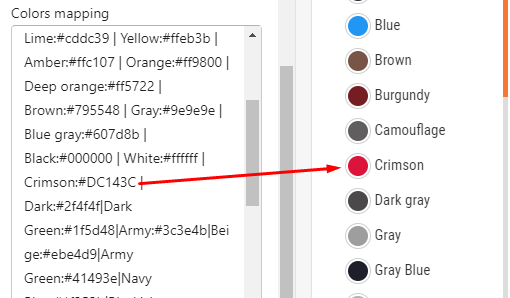 Colors mapping
Lime:#cddc39 | Yellow:#ffeb3b |
Amber:#ffc107 | Orange:#ff9800 |
Deep orange:#ff5722 |
Brown:#795548 | Gray:#9e9e9e |
Blue gray:#607d8b |
Black:#000000 | White:#ffffff |
Crimson:#DC143C |
Dark:#2f4f4f|Dark
Green:#1f5d48|Army:#3c3e4b|Bei
ge:#ebe4d9|Army
Green:#41493e|Navy
Blue
Brown
Burgundy
Camouflage
Crimson
Dark gray
Gray
Gray Blue